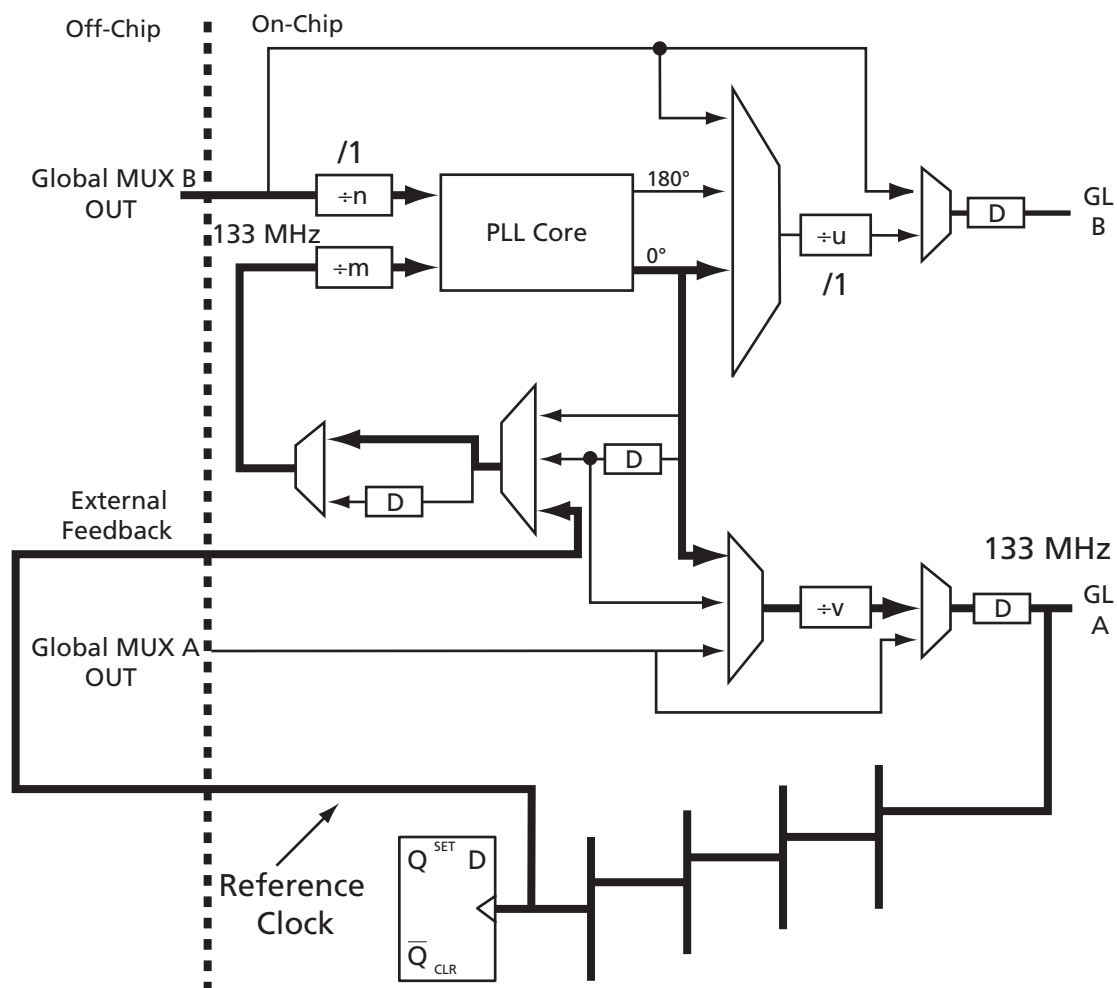 Off-Chip
On-Chip
/1
Global MUX B
OUT
÷n
180°
GL
B
PLL Core
÷u
D
133 MHz
÷m
0°
/1
D
D
External
Feedback
133 MHz
÷v
D
GL
A
Global MUX A
OUT
Reference
Clock
Q SET D
Q̅ CLR